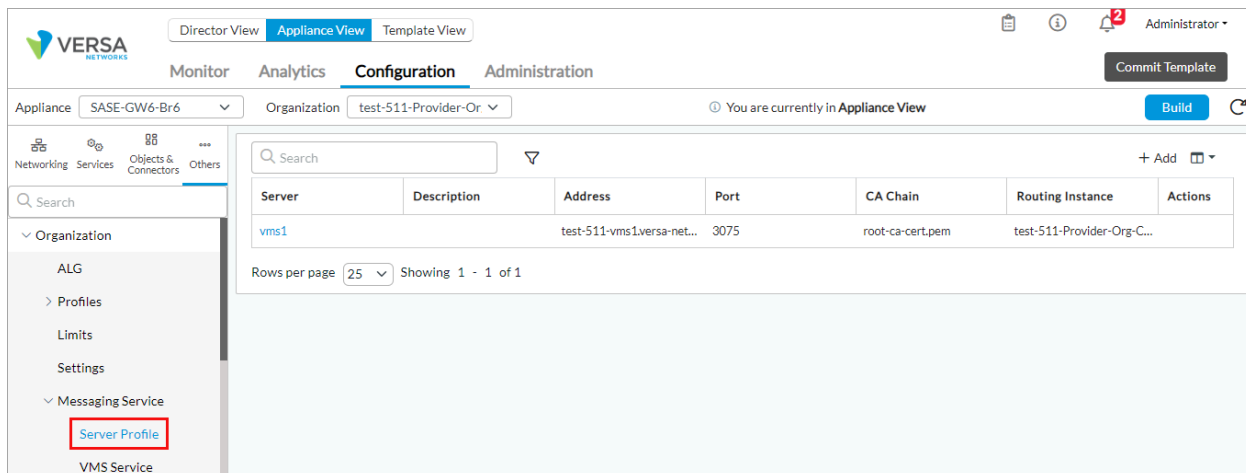 VERSA
NETWORKS
Director View Appliance View Template View
2
Administrator
Monitor Analytics Configuration Administration
Commit Template
Appliance SASE-GW6-Br6 Organization test-511-Provider-Or
You are currently in Appliance View
Build
Networking Services Objects & Connectors Others
Search
Organization
ALG
Profiles
Limits
Settings
Messaging Service
Server Profile
VMS Service
Search
+ Add
Server Description Address Port CA Chain Routing Instance Actions
vms1 test-511-vms1.versa-net... 3075 root-ca-cert.pem test-511-Provider-Org-C...
Rows per page 25 Showing 1 - 1 of 1